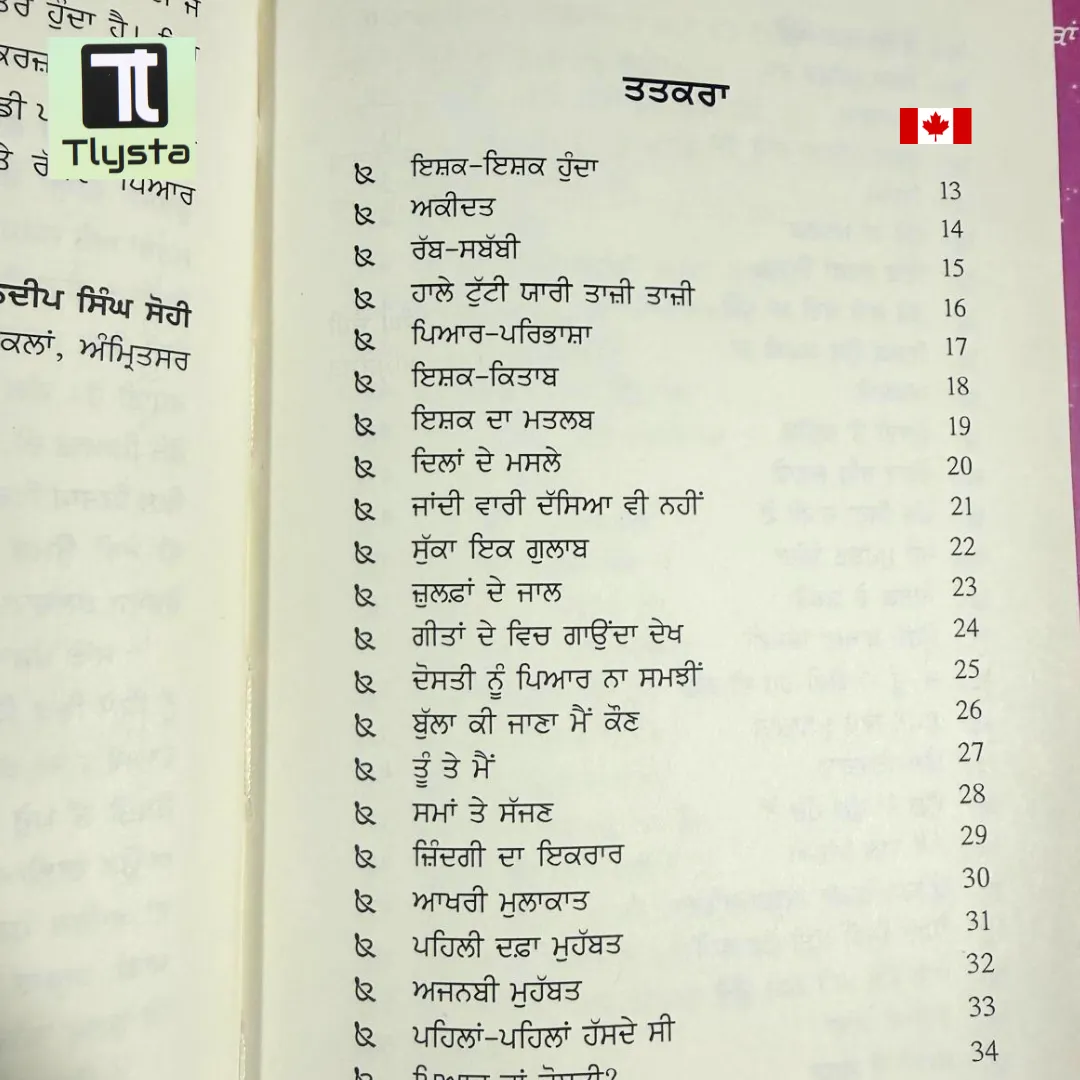 ਹੁੰਦਾ ਹੈ।
Tlysta
ਪਿਆਰ
ਸਿੰਘ ਸੋਹੀ
ਕਲਾਂ, ਅੰਮ੍ਰਿਤਸਰ
ਤਤਕਰਾ
ਇਸ਼ਕ-ਇਸ਼ਕ ਹੁੰਦਾ 13
ਅਕੀਦਤ 14
ਰੱਬ-ਸਬੱਬੀ 15
ਹਾਲੇ ਟੁੱਟੀ ਯਾਰੀ ਤਾਜ਼ੀ ਤਾਜ਼ੀ 16
ਪਿਆਰ-ਪਰਿਭਾਸ਼ਾ 17
ਇਸ਼ਕ-ਕਿਤਾਬ 18
ਇਸ਼ਕ ਦਾ ਮਤਲਬ 19
ਦਿਲਾਂ ਦੇ ਮਸਲੇ 20
ਜਾਂਦੀ ਵਾਰੀ ਦੱਸਿਆ ਵੀ ਨਹੀਂ 21
ਸੁੱਕਾ ਇਕ ਗੁਲਾਬ 22
ਜ਼ੁਲਫ਼ਾਂ ਦੇ ਜਾਲ 23
ਗੀਤਾਂ ਦੇ ਵਿਚ ਗਾਉਂਦਾ ਦੇਖ 24
ਦੋਸਤੀ ਨੂੰ ਪਿਆਰ ਨਾ ਸਮਝੀਂ 25
ਬੁੱਲਾ ਕੀ ਜਾਣਾ ਮੈਂ ਕੌਣ 26
ਤੂੰ ਤੇ ਮੈਂ 27
ਸਮਾਂ ਤੇ ਸੱਜਣ 28
ਜ਼ਿੰਦਗੀ ਦਾ ਇਕਰਾਰ 29
ਆਖਰੀ ਮੁਲਾਕਾਤ 30
ਪਹਿਲੀ ਦਫ਼ਾ ਮੁਹੱਬਤ 31
ਅਜਨਬੀ ਮੁਹੱਬਤ 32
ਪਹਿਲਾਂ-ਪਹਿਲਾਂ ਹੱਸਦੇ ਸੀ 33
34